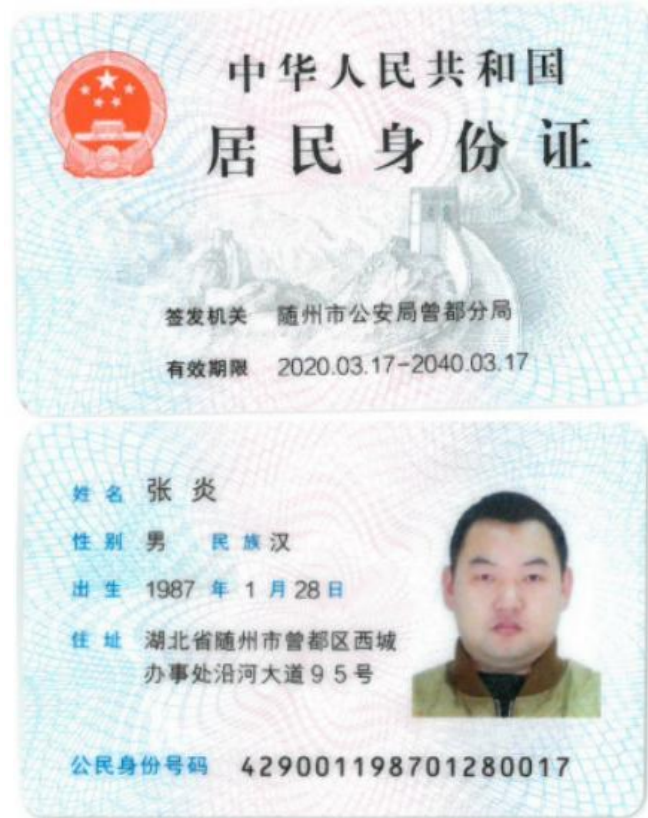 中华人民共和国
居民身份证
签发机关 随州市公安局曾都分局
有效期限 2020.03.17-2040.03.17
姓名 张炎
性别 男 民族 汉
出生 1987 年 1 月 28 日
住址 湖北省随州市曾都区西城
办事处沿河大道95号
公民身份号码 429001198701280017